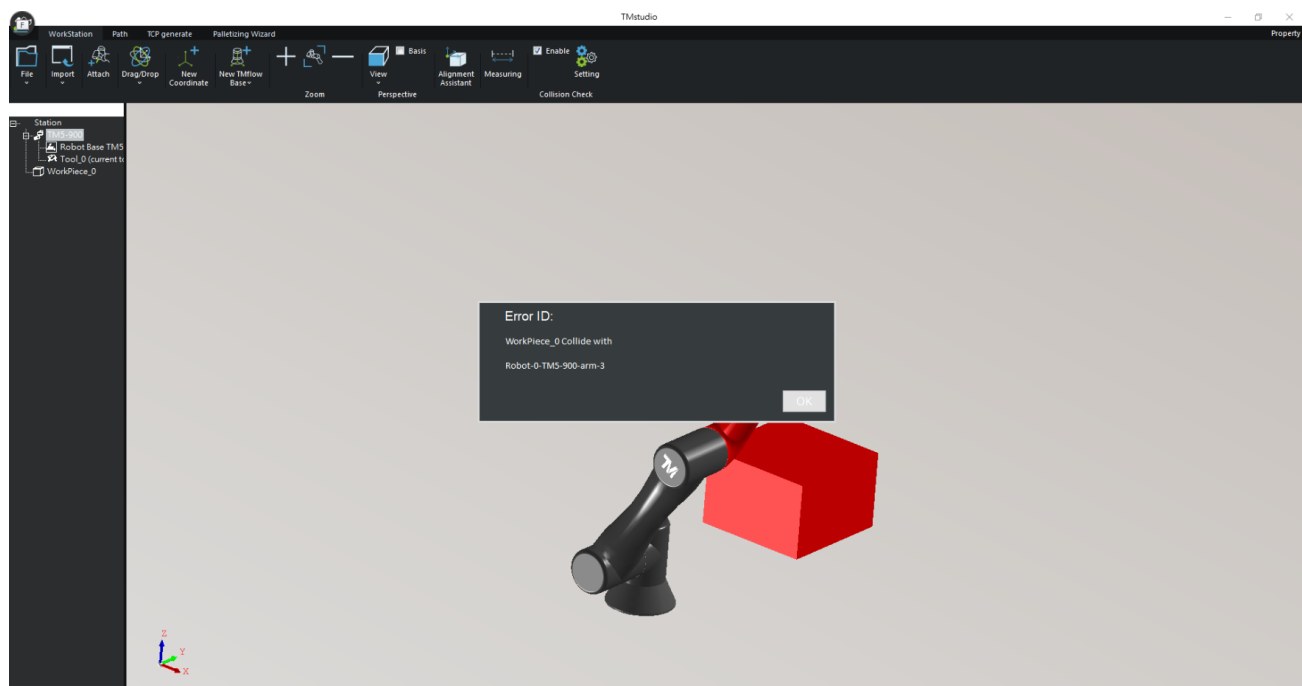 TMstudio
WorkStation Path TCP generate Palletizing Wizard
Property
File Import Attach Drag/Drop New Coordinate New TMflow Base View Basis Alignment Assistant Measuring Enable Setting
Zoom Perspective Collision Check
Station
TM5-900
Robot Base TM5
Tool_0 (current to
WorkPiece_0
Error ID:
WorkPiece_0 Collide with
Robot-0-TM5-900-arm-3
OK
TM
Z
Y
X